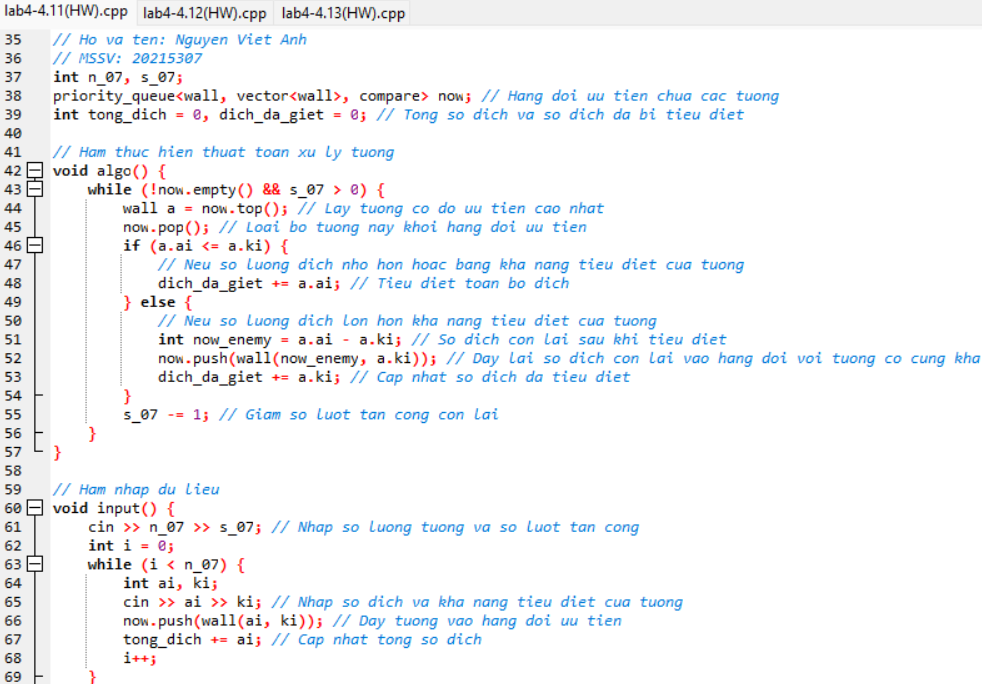 lab4-4.11(HW).cpp lab4-4.12(HW).cpp lab4-4.13(HW).cpp
35 // Ho va ten: Nguyen Viet Anh
36 // MSSV: 20215307
37 int n_07, s_07;
38 priority_queue<wall, vector<wall>, compare> now; // Hang doi uu tien chua cac tuong
39 int tong_dich = 0, dich_da_giet = 0; // Tong so dich va so dich da bi tieu diet
40
41 // Ham thuc hien thuat toan xu ly tuong
42 void algo() {
43     while (!now.empty() && s_07 > 0) {
44         wall a = now.top(); // Lay tuong co do uu tien cao nhat
45         now.pop(); // Loai bo tuong nay khoi hang doi uu tien
46         if (a.ai <= a.ki) {
47             // Neu so luong dich nho hon hoac bang kha nang tieu diet cua tuong
48             dich_da_giet += a.ai; // Tieu diet toan bo dich
49         } else {
50             // Neu so luong dich lon hon kha nang tieu diet cua tuong
51             int now_enemy = a.ai - a.ki; // So dich con lai sau khi tieu diet
52             now.push(wall(now_enemy, a.ki)); // Day lai so dich con lai vao hang doi voi tuong co cung kha
53             dich_da_giet += a.ki; // Cap nhat so dich da tieu diet
54         }
55         s_07 -= 1; // Giam so luot tan cong con lai
56     }
57 }
58
59 // Ham nhap du lieu
60 void input() {
61     cin >> n_07 >> s_07; // Nhap so luong tuong va so luot tan cong
62     int i = 0;
63     while (i < n_07) {
64         int ai, ki;
65         cin >> ai >> ki; // Nhap so dich va kha nang tieu diet cua tuong
66         now.push(wall(ai, ki)); // Day tuong vao hang doi uu tien
67         tong_dich += ai; // Cap nhat tong so dich
68         i++;
69     }